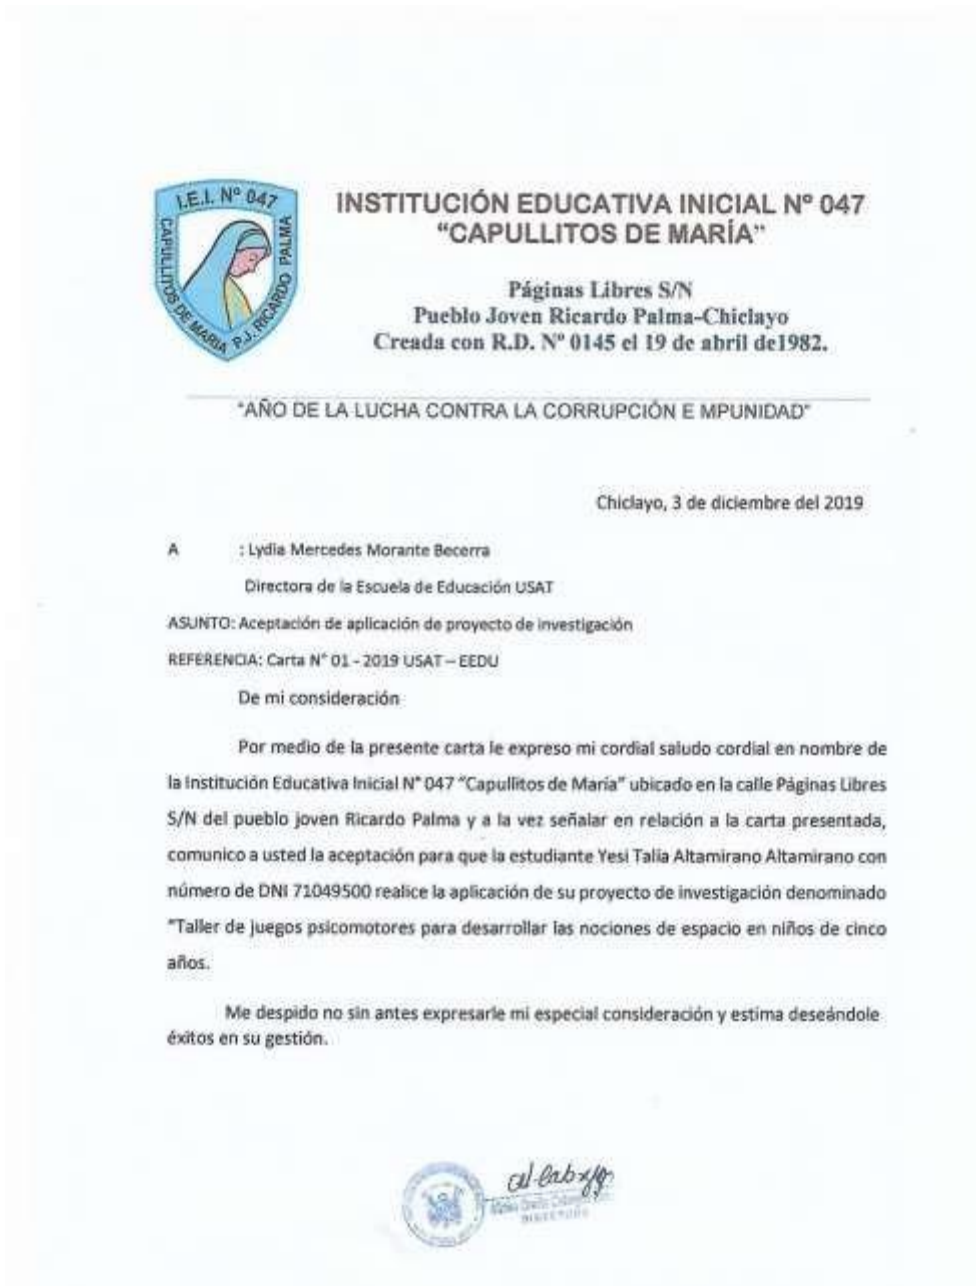 I.E.I. Nº 047
CAPULLITOS DE MARIA P.J. RICARDO PALMA
INSTITUCIÓN EDUCATIVA INICIAL Nº 047
“CAPULLITOS DE MARÍA”
Páginas Libres S/N
Pueblo Joven Ricardo Palma-Chiclayo
Creada con R.D. Nº 0145 el 19 de abril de1982.
“AÑO DE LA LUCHA CONTRA LA CORRUPCIÓN E MPUNIDAD”
Chiclayo, 3 de diciembre del 2019
A : Lydia Mercedes Morante Becerra
Directora de la Escuela de Educación USAT
ASUNTO: Aceptación de aplicación de proyecto de investigación
REFERENCIA: Carta N° 01 - 2019 USAT – EEDU
De mi consideración
Por medio de la presente carta le expreso mi cordial saludo cordial en nombre de
la Institución Educativa Inicial N° 047 “Capullitos de María” ubicado en la calle Páginas Libres
S/N del pueblo joven Ricardo Palma y a la vez señalar en relación a la carta presentada,
comunico a usted la aceptación para que la estudiante Yesi Talia Altamirano Altamirano con
número de DNI 71049500 realice la aplicación de su proyecto de investigación denominado
“Taller de juegos psicomotores para desarrollar las nociones de espacio en niños de cinco
años.
Me despido no sin antes expresarle mi especial consideración y estima deseándole
éxitos en su gestión.
DIRECTORA